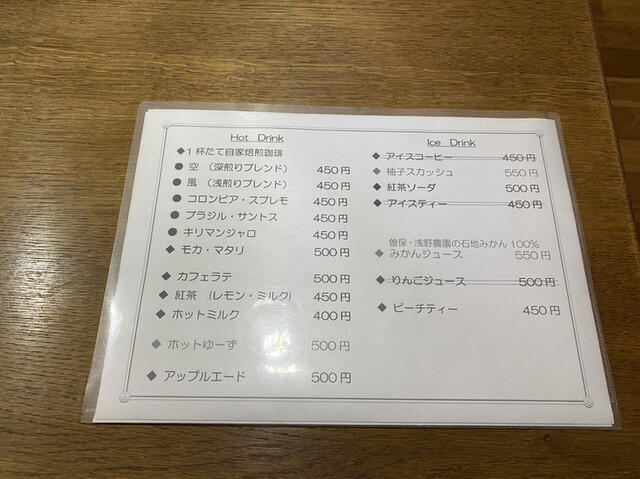 Hot Drink
◆1杯だて自家焙煎珈琲
● 空 (深煎りブレンド) 450円
● 風 (浅煎りブレンド) 450円
● コロンビア・スプレモ 450円
● ブラジル・サントス 450円
● キリマンジャロ 450円
◆ モカ・マタリ 500円
◆ カフェラテ 500円
◆ 紅茶 (レモン・ミルク) 450円
◆ ホットミルク 400円
◆ ホットゆーず 500円
◆ アップルエード 500円
Ice Drink
◆ アイスコーヒー 450円
◆ 柚子スカッシュ 550円
◆ 紅茶ソーダ 500円
◆ アイスティー 450円
曽保・浅野農園の石地みかん100%
◆ みかんジュース 550円
◆ りんごジュース 500円
◆ ピーチティー 450円